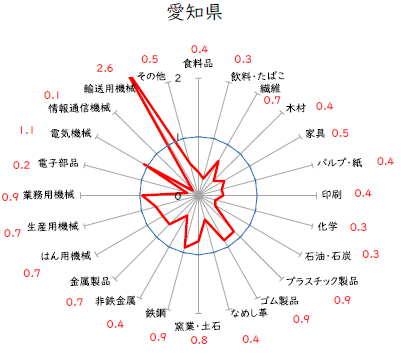 愛知県
2.6
0.5
0.4
0.3
その他
食料品
飲料・たばこ
輸送用機械
2
繊維
0.1
0.7
情報通信機械
木材
0.4
1.1
電気機械
1
家具
0.5
0.2
電子部品
パルプ・紙
0.4
0.9
業務用機械
0
印刷
0.4
0.7
生産用機械
化学
0.3
はん用機械
石油・石炭
0.3
0.7
金属製品
プラスチック製品
0.7
非鉄金属
ゴム製品
0.9
0.4
鉄鋼
窯業・土石
なめし革
0.9
0.9
0.8
0.4